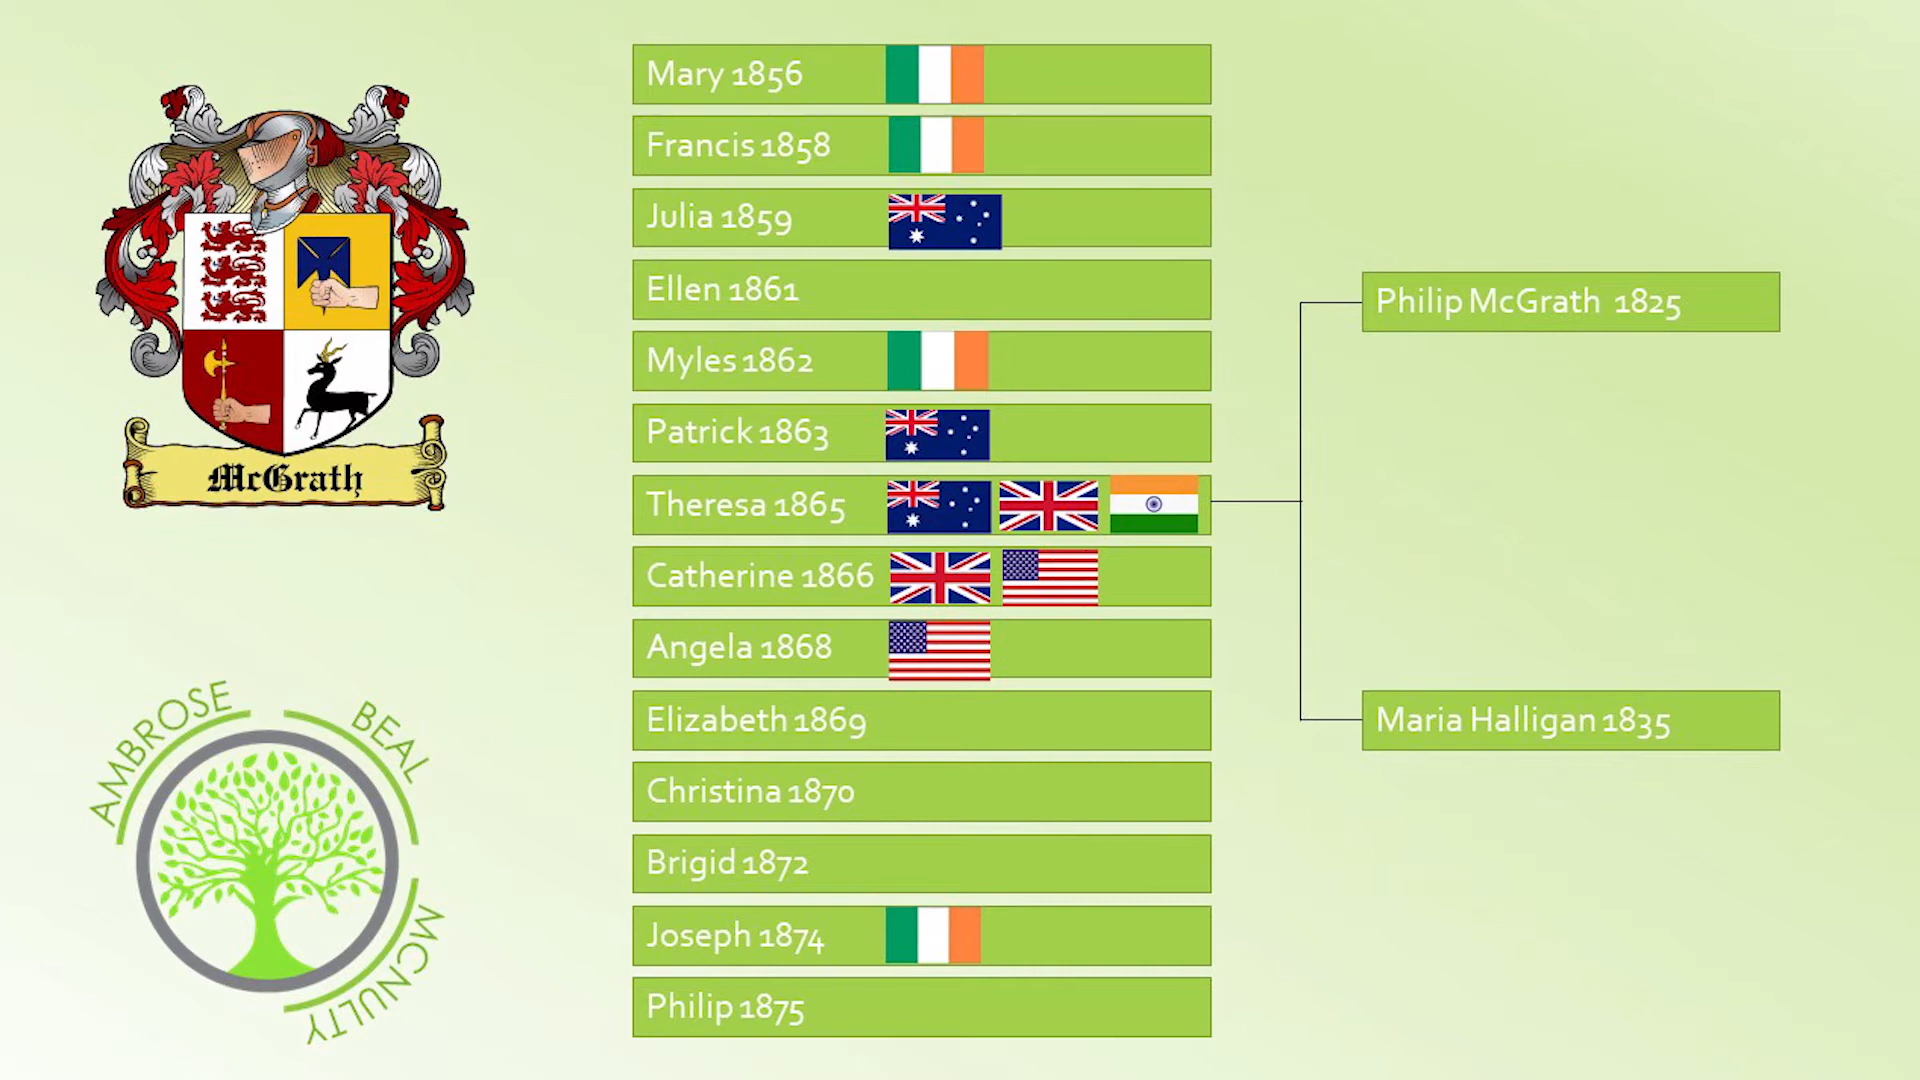 Mary 1856
Francis 1858
Julia 1859
Ellen 1861
Myles 1862
Patrick 1863
Theresa 1865
Catherine 1866
Angela 1868
Elizabeth 1869
Christina 1870
Brigid 1872
Joseph 1874
Philip 1875
Philip McGrath 1825
Maria Halligan 1835
McGrath
AMBROSE
BEAL
MCNULTY